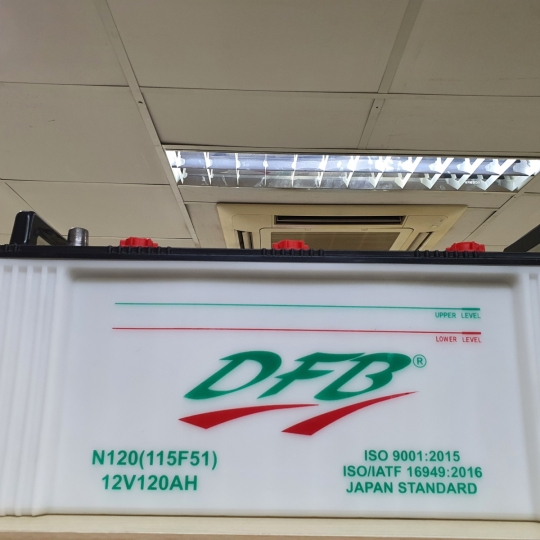 UPPER LEVEL
LOWER LEVEL
DFB®
N120(115F51)
12V120AH
ISO 9001:2015
ISO/IATF 16949:2016
JAPAN STANDARD